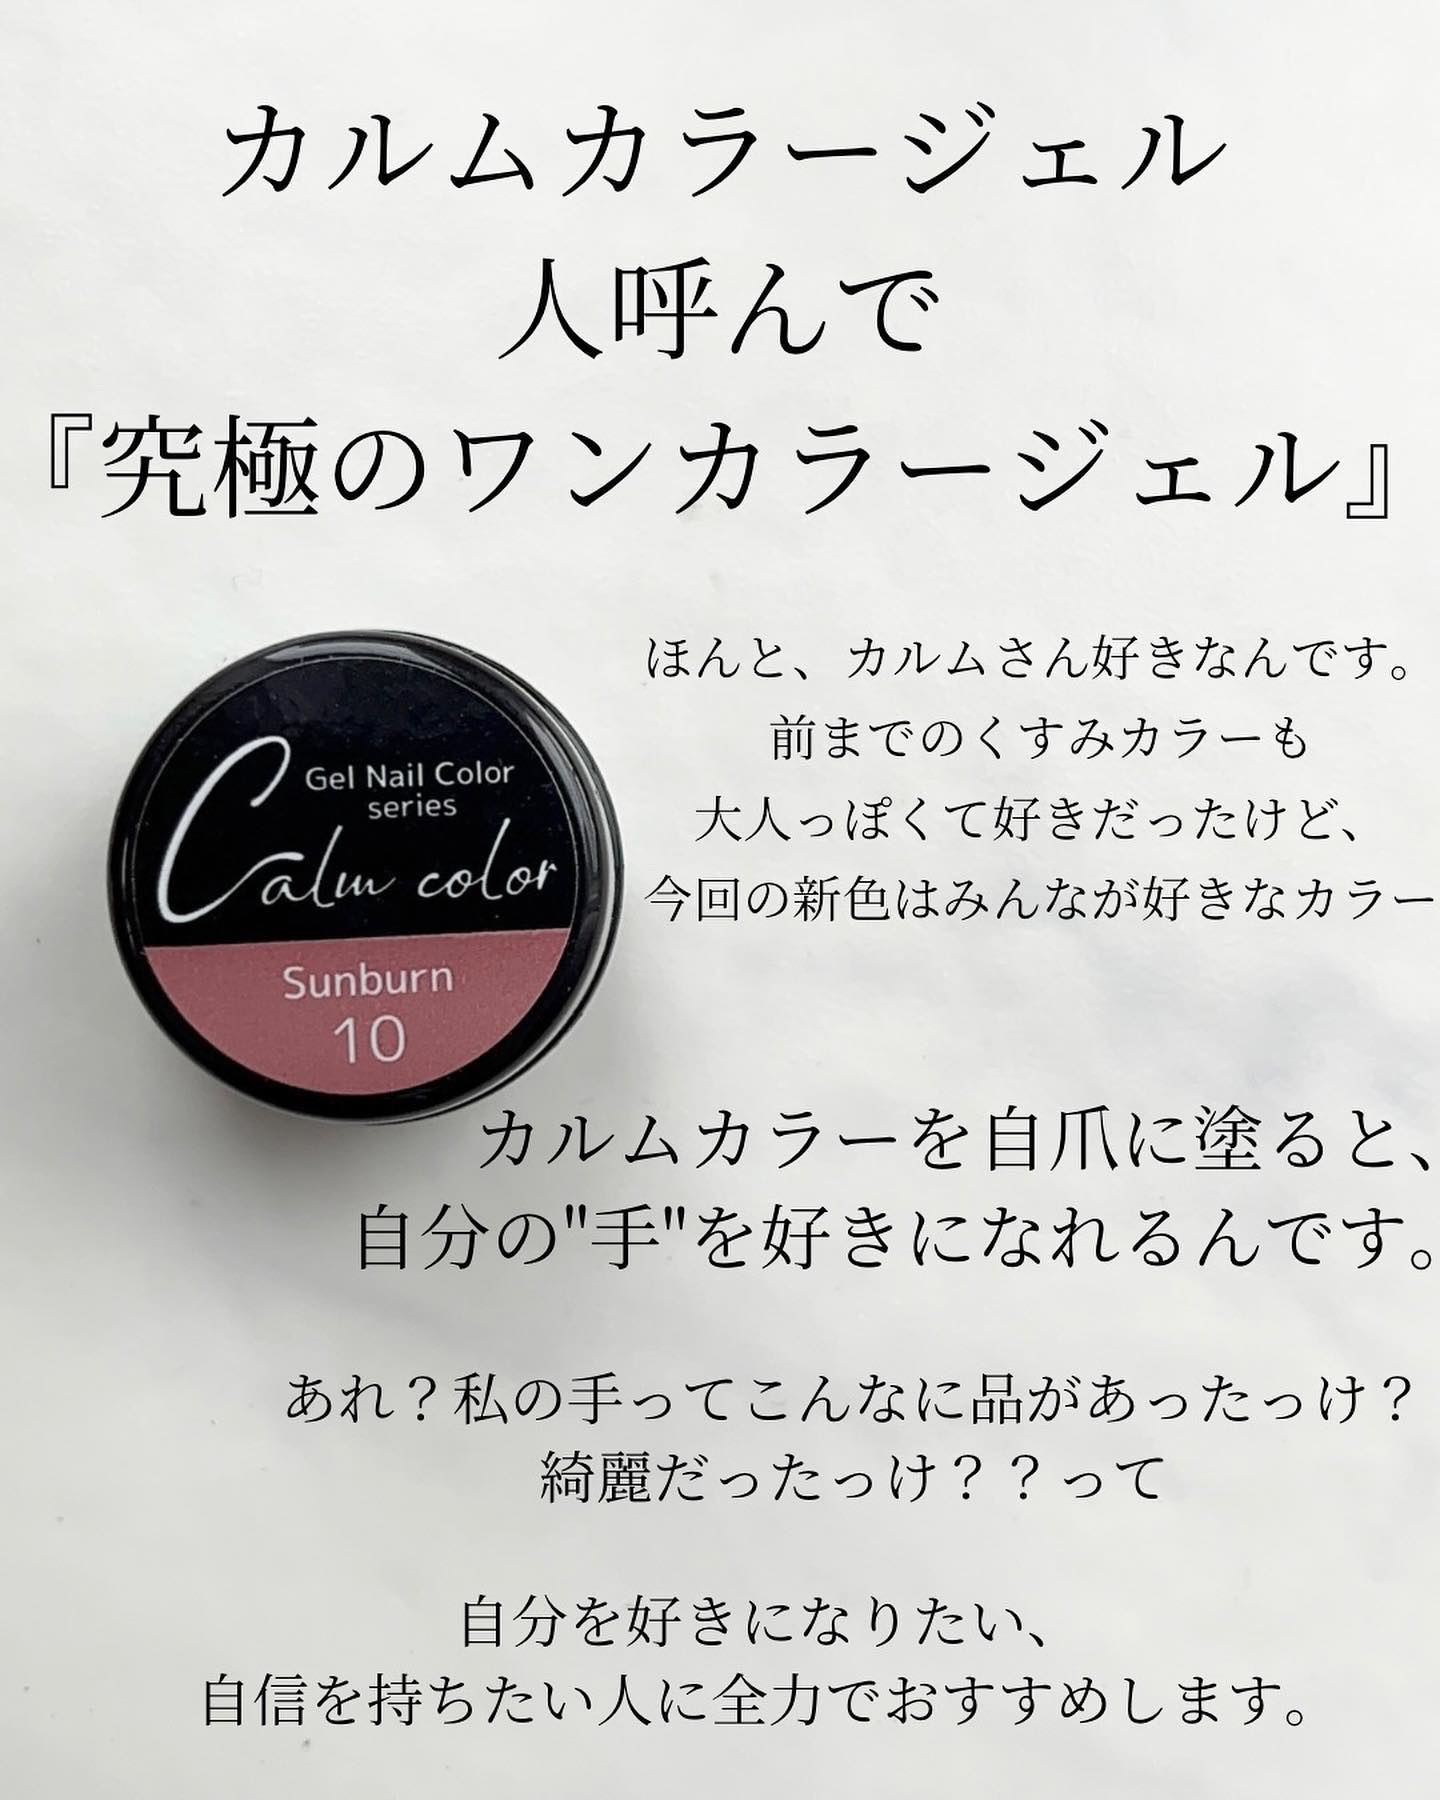 カルムカラージェル
人呼んで
『究極のワンカラージェル』
ほんと、カルムさん好きなんです。
前までのくすみカラーも
大人っぽくて好きだったけど、
今回の新色はみんなが好きなカラー
Gel Nail Color
series
Calm color
Sunburn
10
カルムカラーを自爪に塗ると、
自分の"手"を好きになれるんです。
あれ？私の手ってこんなに品があったっけ？
綺麗だったっけ？？って
自分を好きになりたい、
自信を持ちたい人に全力でおすすめします。